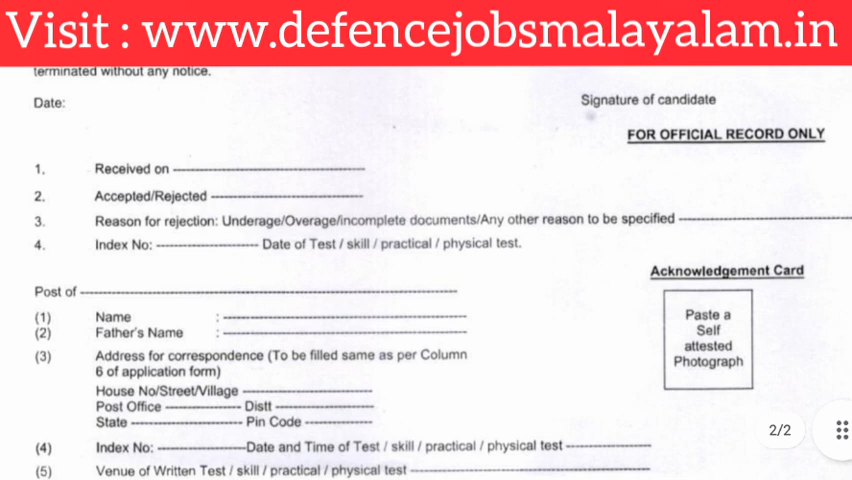 Visit : www.defencejobsmalayalam.in
terminated without any notice.
Date:
Signature of candidate
FOR OFFICIAL RECORD ONLY
1. Received on ------------------------------
2. Accepted/Rejected ------------------------
3. Reason for rejection: Underage/Overage/incomplete documents/Any other reason to be specified ------------------------
4. Index No: ---------------- Date of Test / skill / practical / physical test.
Acknowledgement Card
Post of ------------------------------------------------
Paste a
Self
attested
Photograph
(1) Name : ------------------------------
(2) Father's Name : ------------------------------
(3) Address for correspondence (To be filled same as per Column
6 of application form)
House No/Street/Village --------------------
Post Office ------------ Distt ----------------
State ---------------- Pin Code ------------
(4) Index No: ----------------Date and Time of Test / skill / practical / physical test ----------------
(5) Venue of Written Test / skill / practical / physical test --------------------------------
2/2